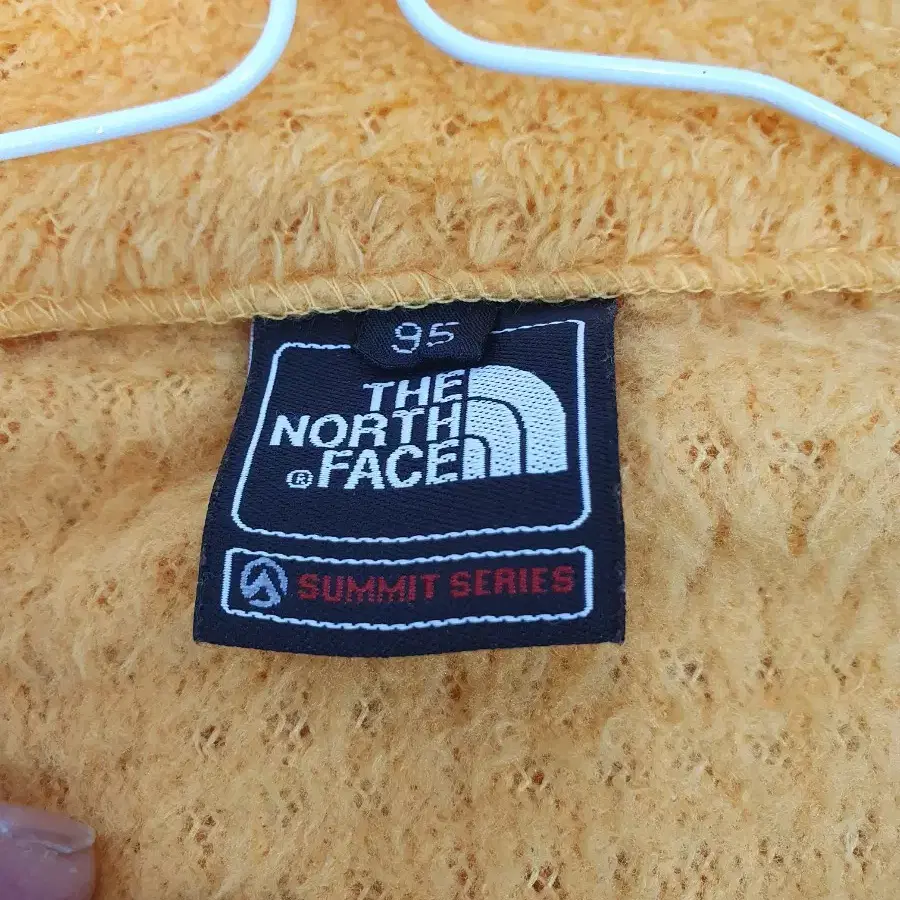 95
THE
NORTH
® FACE
SUMMIT SERIES